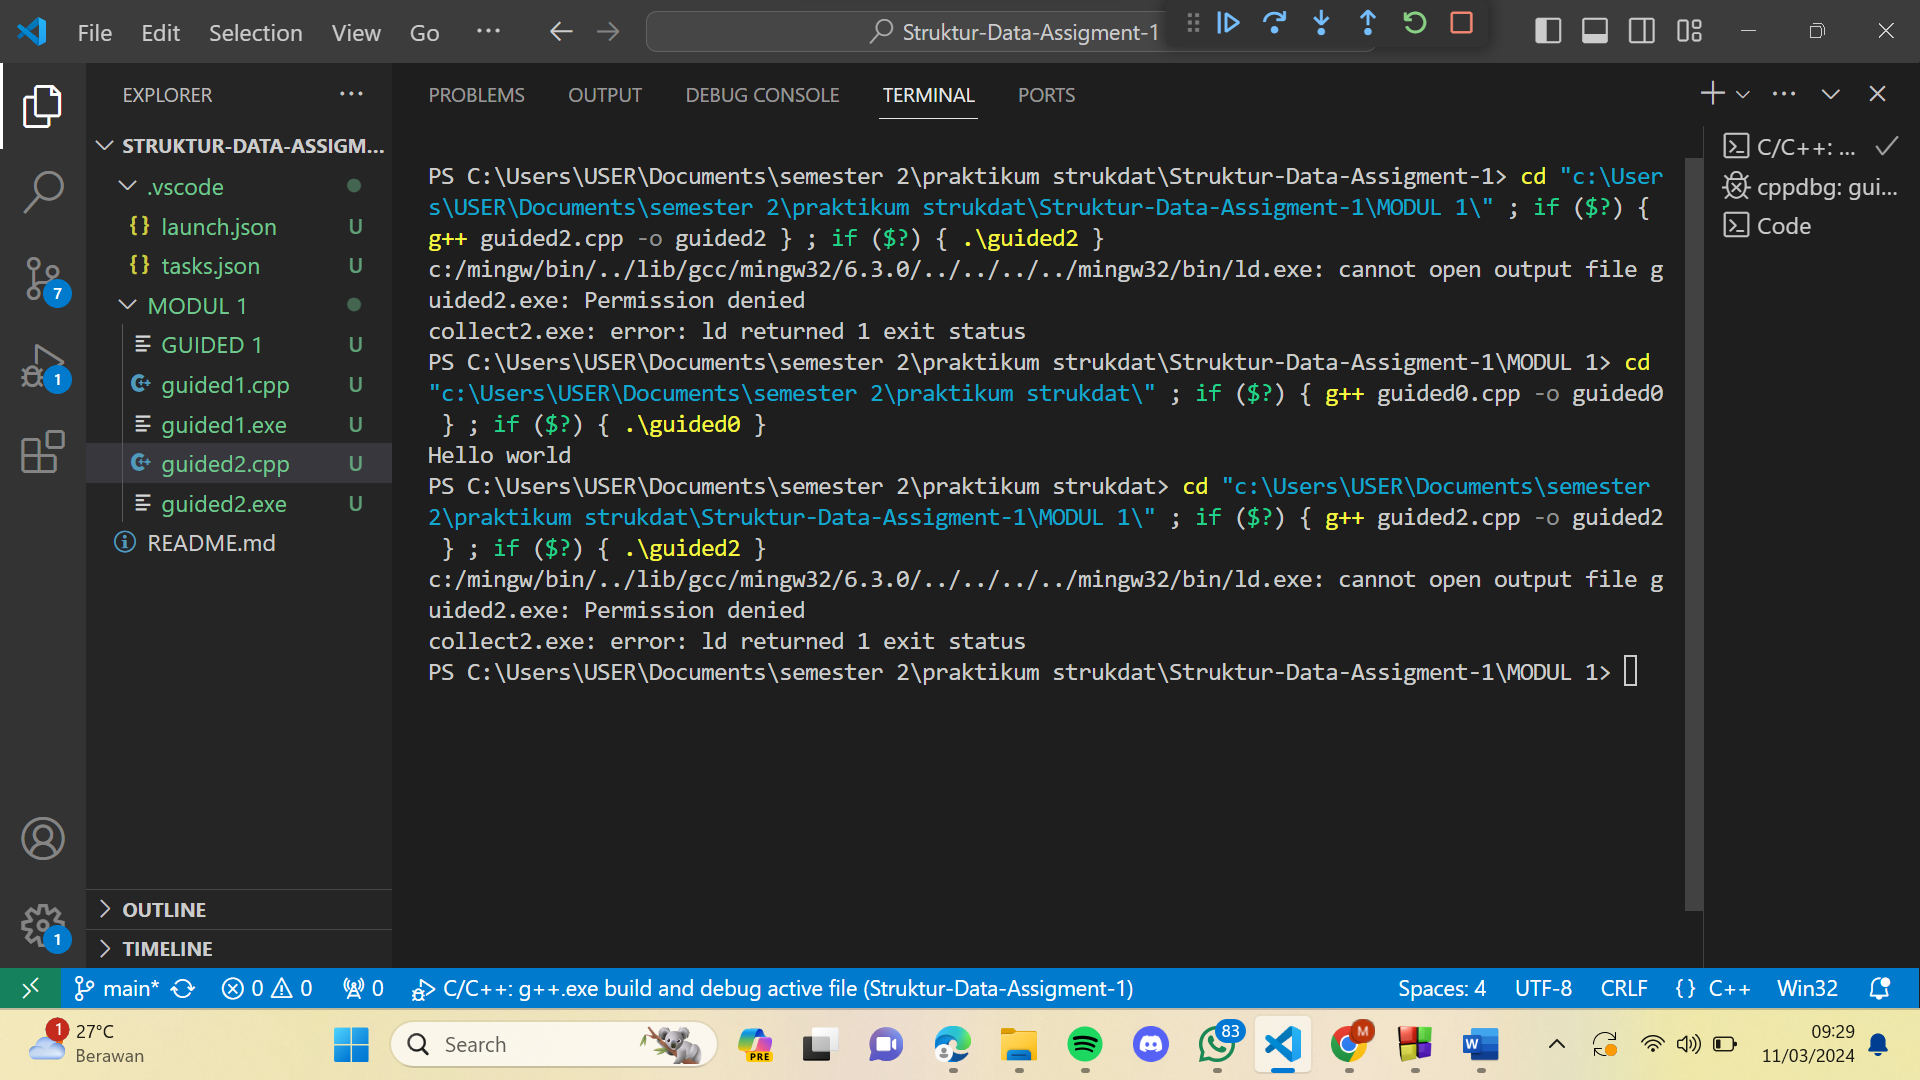 File Edit Selection View Go ··· Struktur-Data-Assigment-1
EXPLORER
PROBLEMS OUTPUT DEBUG CONSOLE TERMINAL PORTS
STRUKTUR-DATA-ASSIGM...
.vscode
{} launch.json U
{} tasks.json U
MODUL 1
GUIDED 1 U
guided1.cpp U
guided1.exe U
guided2.cpp U
guided2.exe U
README.md
OUTLINE
TIMELINE
7
1
1
PS C:\Users\USER\Documents\semester 2\praktikum strukdat\Struktur-Data-Assigment-1> cd "c:\User
s\USER\Documents\semester 2\praktikum strukdat\Struktur-Data-Assigment-1\MODUL 1\" ; if ($?) {
g++ guided2.cpp -o guided2 } ; if ($?) { .\guided2 }
c:/mingw/bin/../lib/gcc/mingw32/6.3.0/../../../../mingw32/bin/ld.exe: cannot open output file g
uided2.exe: Permission denied
collect2.exe: error: ld returned 1 exit status
PS C:\Users\USER\Documents\semester 2\praktikum strukdat\Struktur-Data-Assigment-1\MODUL 1> cd
"c:\Users\USER\Documents\semester 2\praktikum strukdat\" ; if ($?) { g++ guided0.cpp -o guided0
} ; if ($?) { .\guided0 }
Hello world
PS C:\Users\USER\Documents\semester 2\praktikum strukdat> cd "c:\Users\USER\Documents\semester
2\praktikum strukdat\Struktur-Data-Assigment-1\MODUL 1\" ; if ($?) { g++ guided2.cpp -o guided2
} ; if ($?) { .\guided2 }
c:/mingw/bin/../lib/gcc/mingw32/6.3.0/../../../../mingw32/bin/ld.exe: cannot open output file g
uided2.exe: Permission denied
collect2.exe: error: ld returned 1 exit status
PS C:\Users\USER\Documents\semester 2\praktikum strukdat\Struktur-Data-Assigment-1\MODUL 1>
C/C++: ...
cppdbg: gui...
Code
main* 0 0 0 C/C++: g++.exe build and debug active file (Struktur-Data-Assigment-1) Spaces: 4 UTF-8 CRLF {} C++ Win32
1 27°C
Berawan
Search
PRE
83
M
W
09:29
11/03/2024